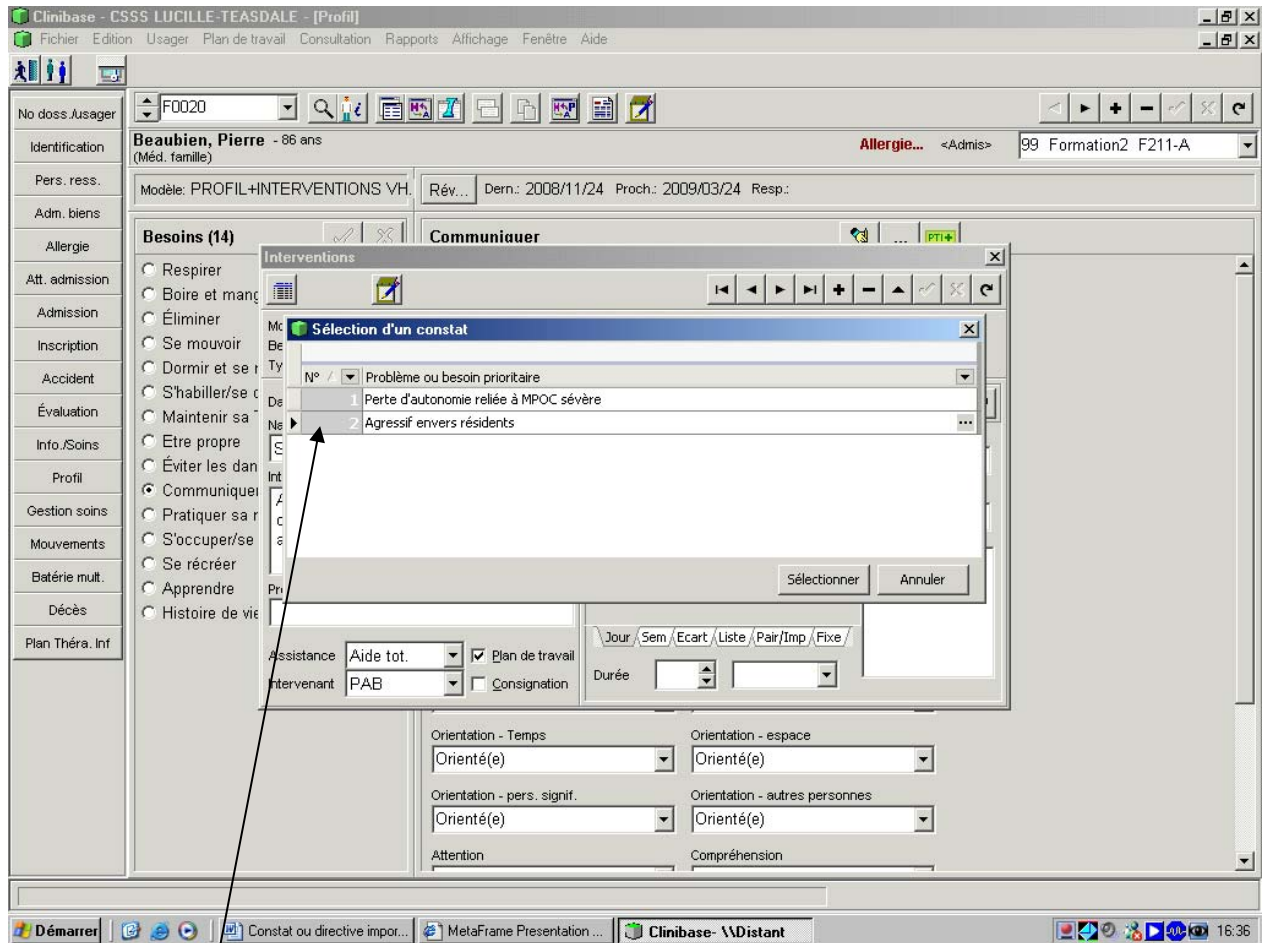 Clinibase - CSSS LUCILLE-TEASDALE - [Profil]
Fichier Edition Usager Plan de travail Consultation Rapports Affichage Fenêtre Aide
No doss./usager
F0020
Identification
Beaubien, Pierre - 86 ans
(Méd. famille)
Allergie... <Admis>
99 Formation2 F211-A
Pers. ress.
Modèle: PROFIL+INTERVENTIONS VH.
Rév... Dern.: 2008/11/24 Proch.: 2009/03/24 Resp.:
Adm. biens
Allergie
Att. admission
Admission
Inscription
Accident
Évaluation
Info./Soins
Profil
Gestion soins
Mouvements
Batérie mult.
Décès
Plan Théra. Inf
Besoins (14)
Respirer
Boire et mang
Éliminer
Se mouvoir
Dormir et se r
S'habiller/se c
Maintenir sa
Etre propre
Éviter les dan
Communiquer
Pratiquer sa r
S'occuper/se
Se récréer
Apprendre
Histoire de vie
Communiquer
... PTI+
Interventions
Sélection d'un constat
N° Problème ou besoin prioritaire
1 Perte d'autonomie reliée à MPOC sévère
2 Agressif envers résidents ...
Sélectionner Annuler
Assistance Aide tot. Plan de travail
Intervenant PAB Consignation
Jour Sem Ecart Liste Pair/Imp Fixe
Durée
Orientation - Temps
Orienté(e)
Orientation - espace
Orienté(e)
Orientation - pers. signif.
Orienté(e)
Orientation - autres personnes
Orienté(e)
Attention
Compréhension
Démarrer
Constat ou directive impor...
MetaFrame Presentation ...
Clinibase- \\Distant
16:36